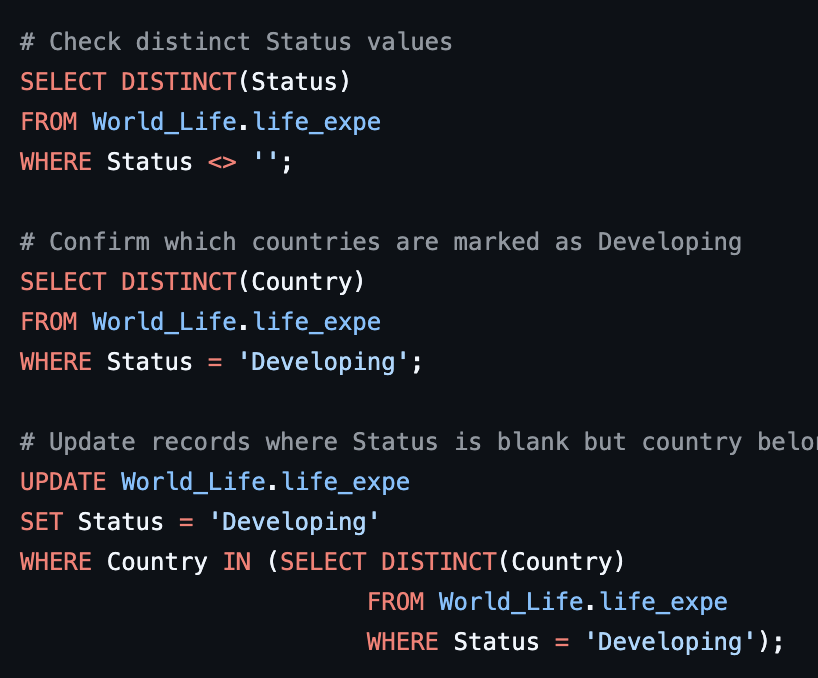 # Check distinct Status values
SELECT DISTINCT(Status)
FROM World_Life.life_expe
WHERE Status <> '';
# Confirm which countries are marked as Developing
SELECT DISTINCT(Country)
FROM World_Life.life_expe
WHERE Status = 'Developing';
# Update records where Status is blank but country
UPDATE World_Life.life_expe
SET Status = 'Developing'
WHERE Country IN (SELECT DISTINCT(Country)
FROM World_Life.life_expe
WHERE Status = 'Developing');